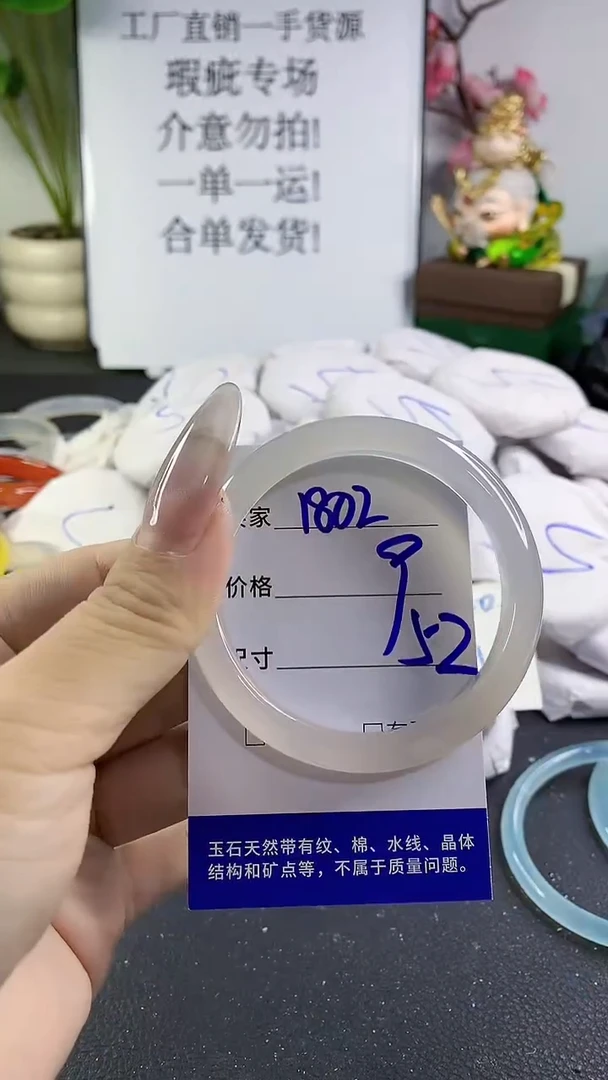 工厂直销一手货源
瑕疵专场
介意勿拍!
一单一运!
合单发货!
家 1802
价格
尺寸 52
玉石天然带有纹、棉、水线、晶体
结构和矿点等，不属于质量问题。